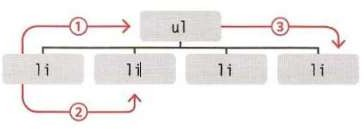 ① ul ③
li li li li
②